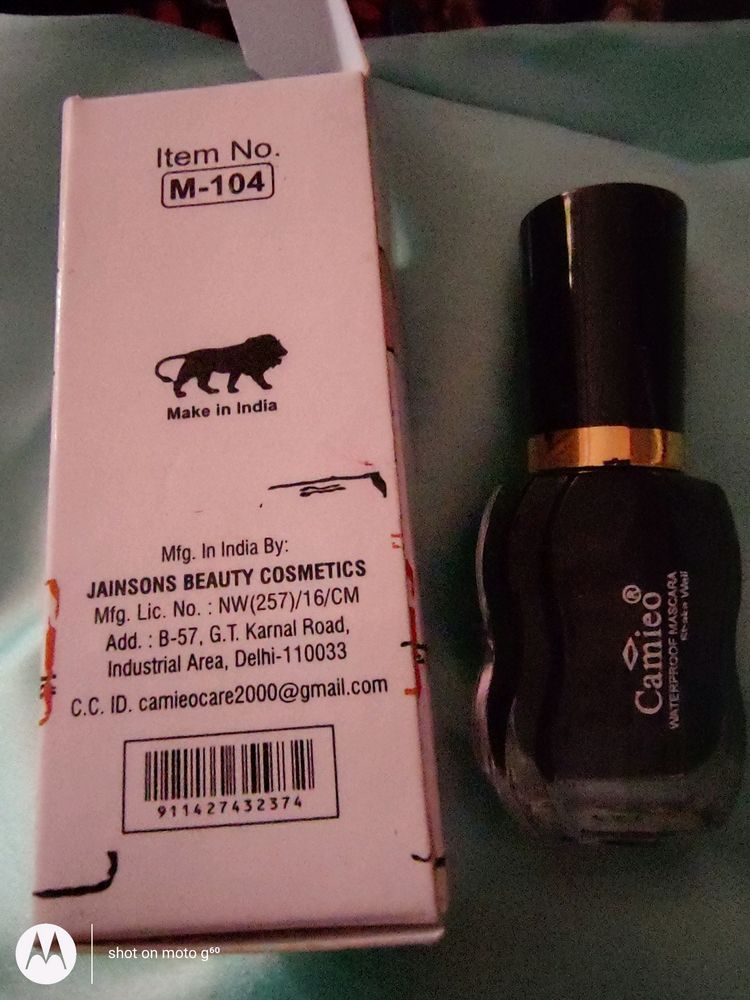 Item No.
M-104
Make in India
Mfg. In India By:
JAINSONS BEAUTY COSMETICS
Mfg. Lic. No. : NW(257)/16/CM
Add. : B-57, G.T. Karnal Road,
Industrial Area, Delhi-110033
C.C. ID. camieocare2000@gmail.com
911427432374
Camieo®
WATERPROOF MASCARA
Shake Well
shot on moto g⁶⁰